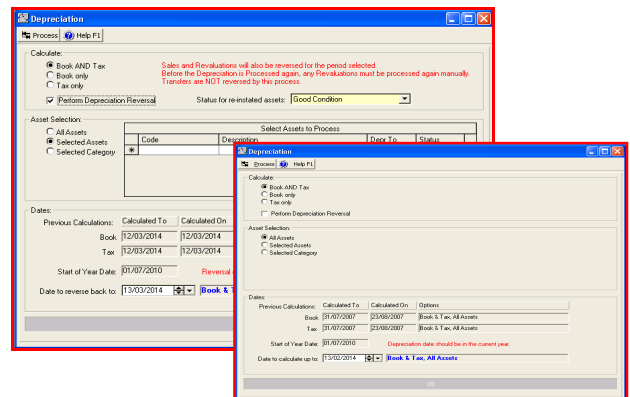 Depreciation
Process Help F1
Calculate:
Book AND Tax
Book only
Tax only
Sales and Revaluations will also be reversed for the period selected.
Before the Depreciation is Processed again, any Revaluations must be processed again manually.
Transfers are NOT reversed by this process.
Perform Depreciation Reversal
Status for re-instated assets: Good Condition
Asset Selection:
All Assets
Selected Assets
Selected Category
Select Assets to Process
Code Description Depr To Status
Dates:
Previous Calculations: Calculated To Calculated On
Book 12/03/2014 12/03/2014
Tax 12/03/2014 12/03/2014
Start of Year Date: 01/07/2010 Reversal
Date to reverse back to: 13/03/2014 Book &
Depreciation
Process Help F1
Calculate:
Book AND Tax
Book only
Tax only
Perform Depreciation Reversal
Asset Selection:
All Assets
Selected Assets
Selected Category
Dates:
Previous Calculations: Calculated To Calculated On Options
Book 31/07/2007 23/08/2007 Book & Tax, All Assets
Tax 31/07/2007 23/08/2007 Book & Tax, All Assets
Start of Year Date: 01/07/2010 Depreciation date should be in the current year.
Date to calculate up to: 13/02/2014 Book & Tax, All Assets